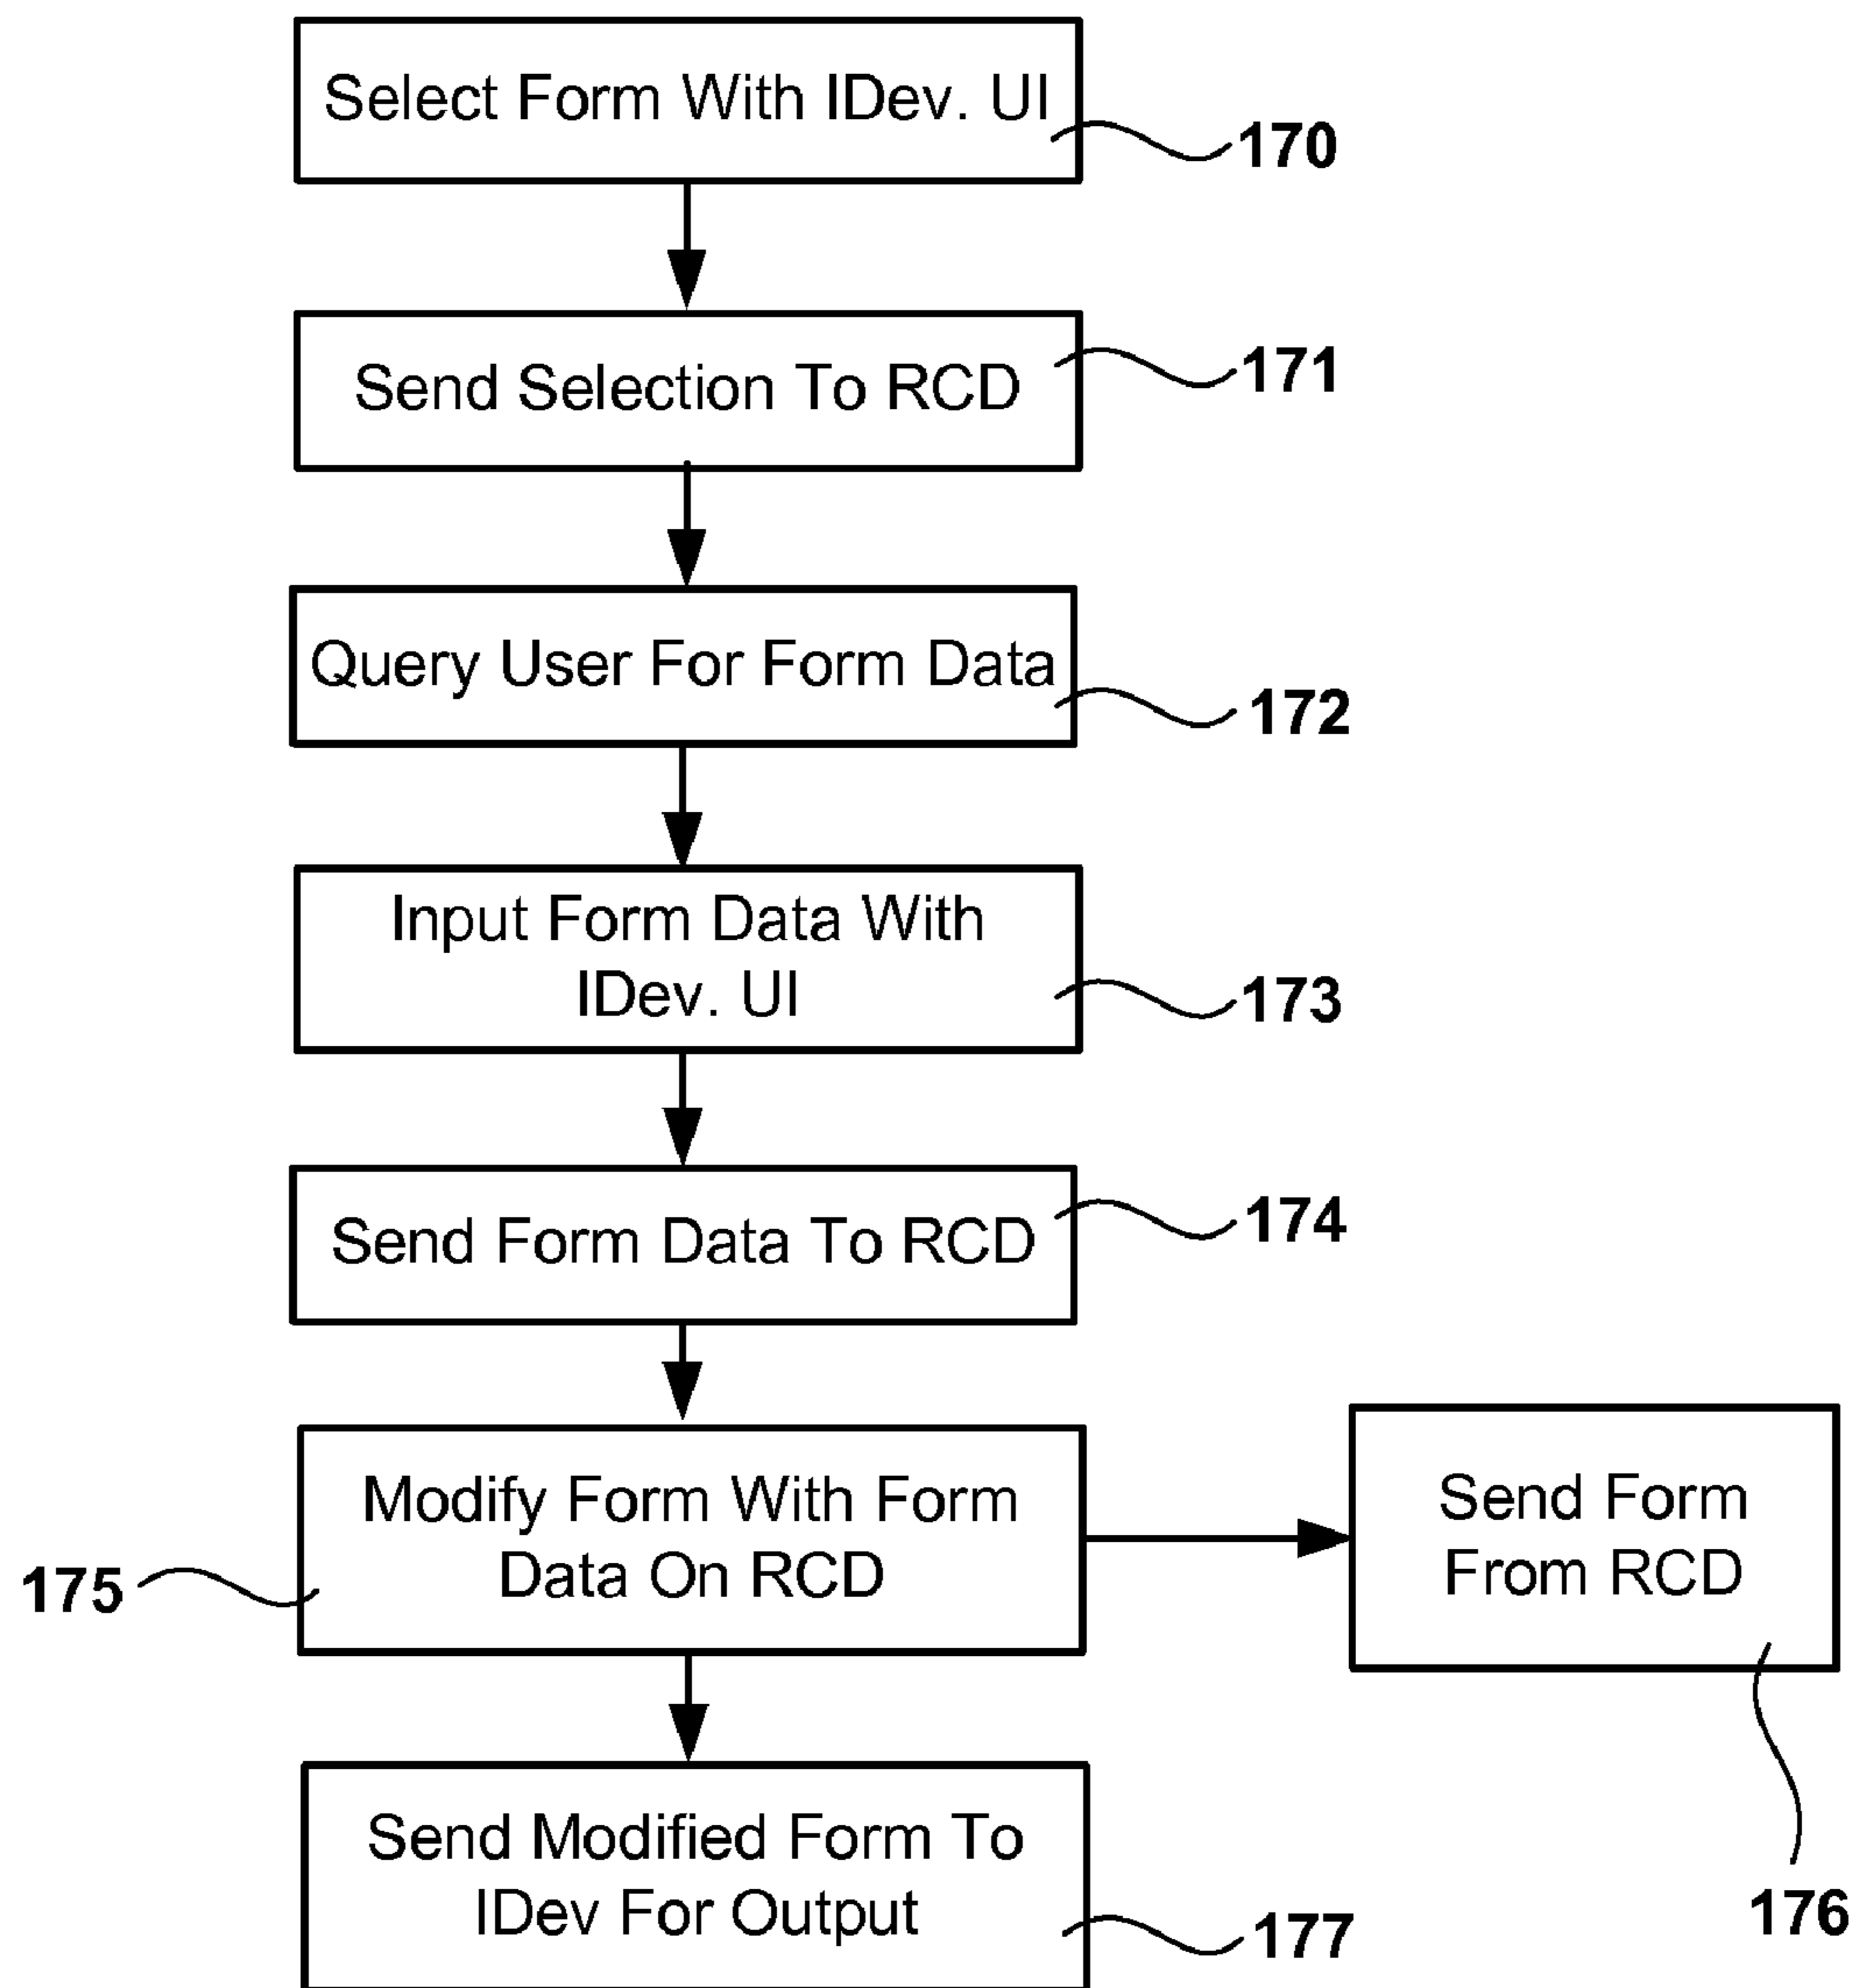 Select Form With IDev. UI
170
Send Selection To RCD
171
Query User For Form Data
172
Input Form Data With
IDev. UI
173
Send Form Data To RCD
174
Modify Form With Form
Data On RCD
175
Send Form
From RCD
176
Send Modified Form To
IDev For Output
177